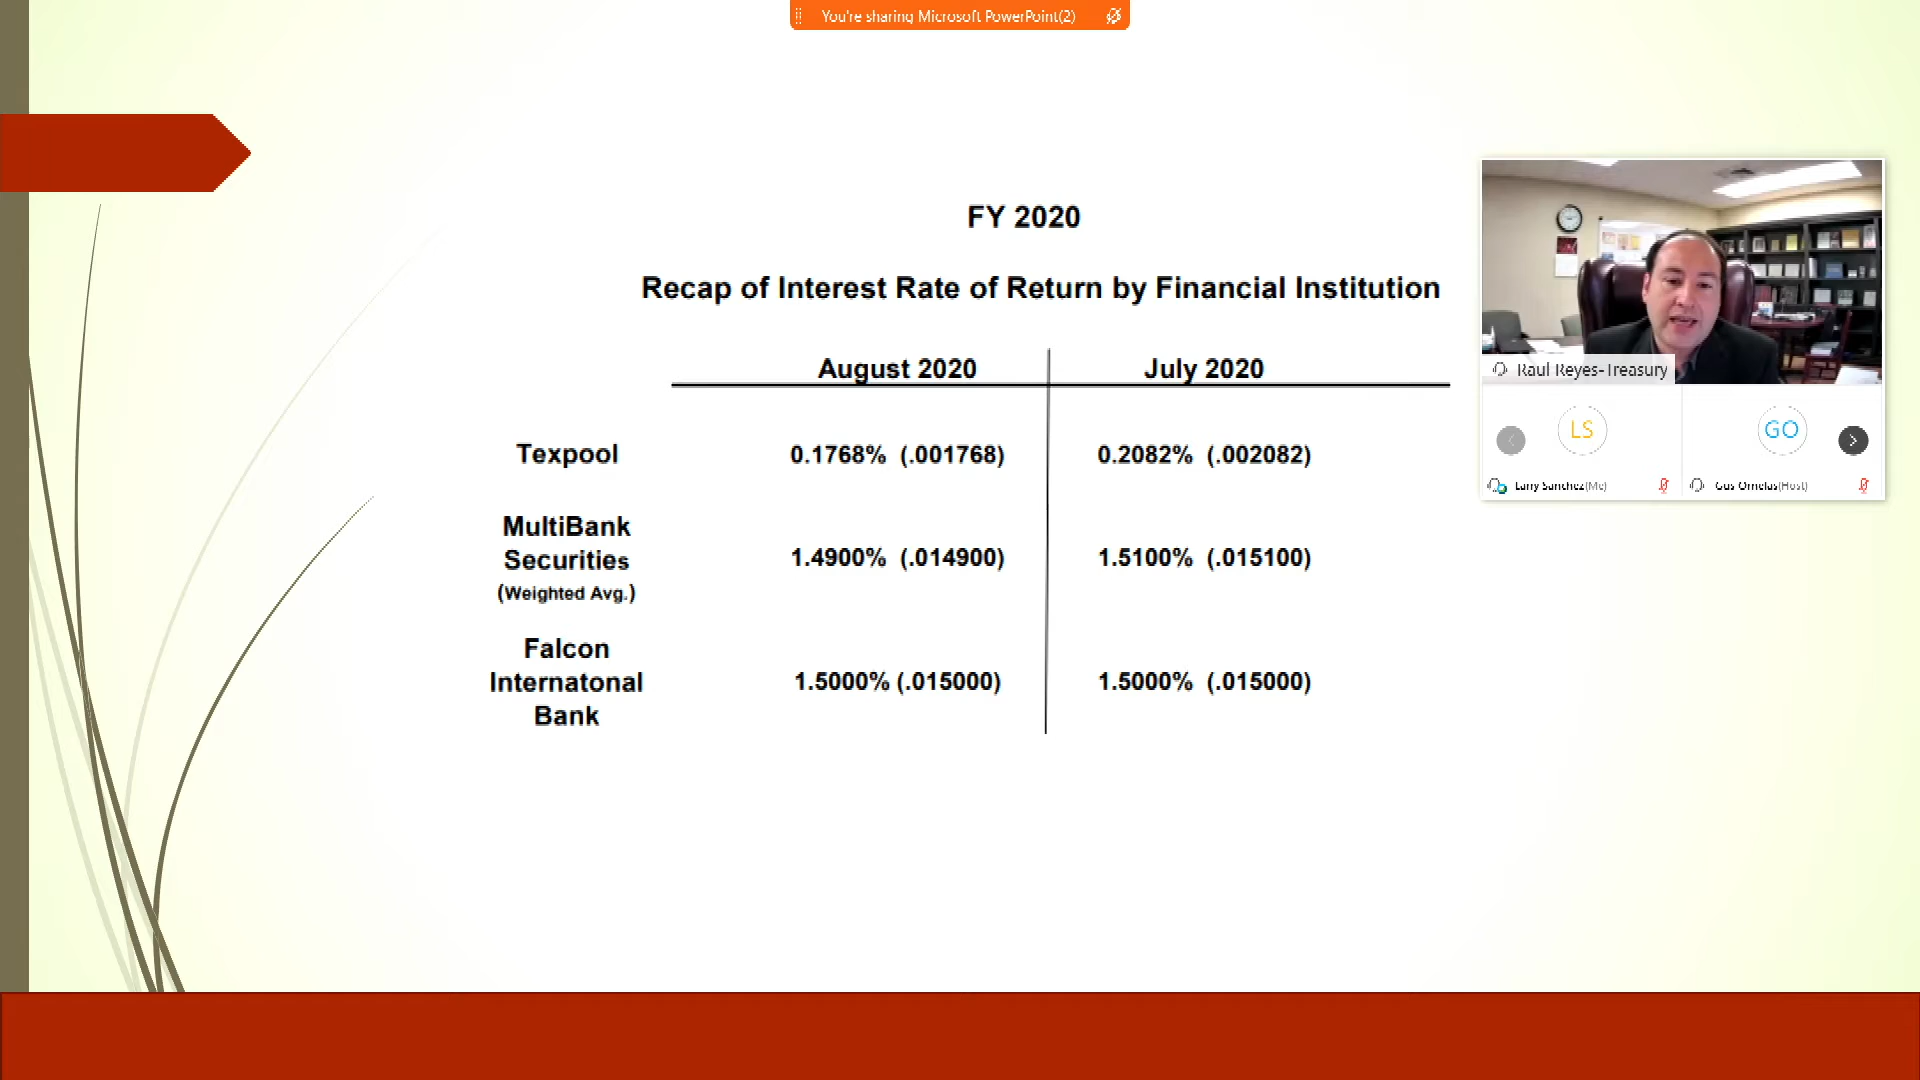 You're sharing Microsoft PowerPoint(2)
FY 2020
Recap of Interest Rate of Return by Financial Institution
August 2020 July 2020
Texpool 0.1768% (.001768) 0.2082% (.002082)
MultiBank
Securities 1.4900% (.014900) 1.5100% (.015100)
(Weighted Avg.)
Falcon
Internatonal 1.5000% (.015000) 1.5000% (.015000)
Bank
Raul Reyes-Treasury
LS GO
Larry Sanchez(Me) Gus Ornelas(Host)